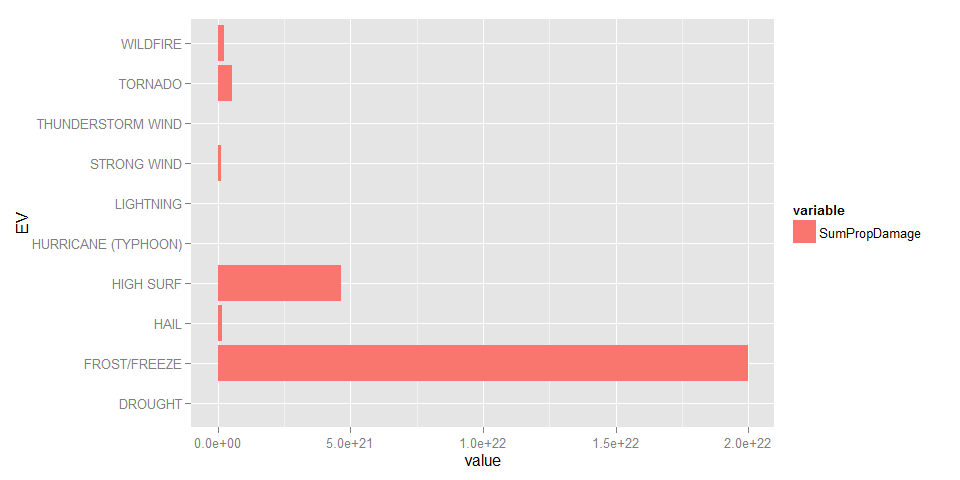 WILDFIRE
TORNADO
THUNDERSTORM WIND
STRONG WIND
LIGHTNING
HURRICANE (TYPHOON)
HIGH SURF
HAIL
FROST/FREEZE
DROUGHT
EV
0.0e+00 5.0e+21 1.0e+22 1.5e+22 2.0e+22
value
variable
SumPropDamage